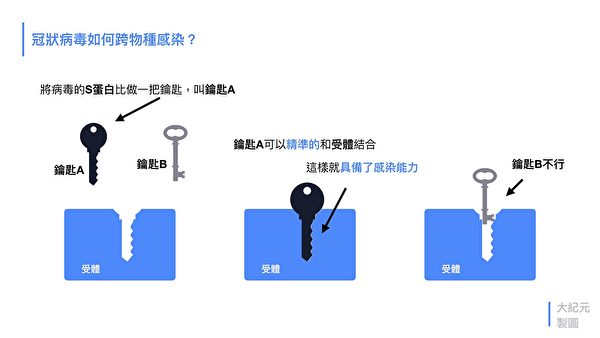 冠狀病毒如何跨物種感染？
將病毒的S蛋白比做一把鑰匙，叫鑰匙A
鑰匙A
鑰匙B
鑰匙A可以精準的和受體結合
這樣就具備了感染能力
鑰匙B不行
受體
受體
受體
大紀元
製圖